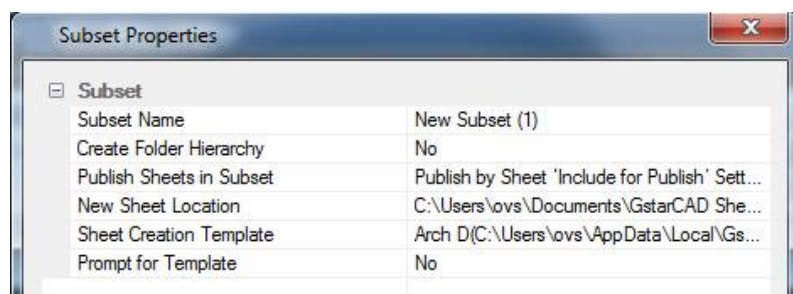 Subset Properties
Subset
Subset Name New Subset (1)
Create Folder Hierarchy No
Publish Sheets in Subset Publish by Sheet 'Include for Publish' Sett...
New Sheet Location C:\Users\ovs\Documents\GstarCAD She...
Sheet Creation Template Arch D(C:\Users\ovs\AppData\Local\Gs...
Prompt for Template No